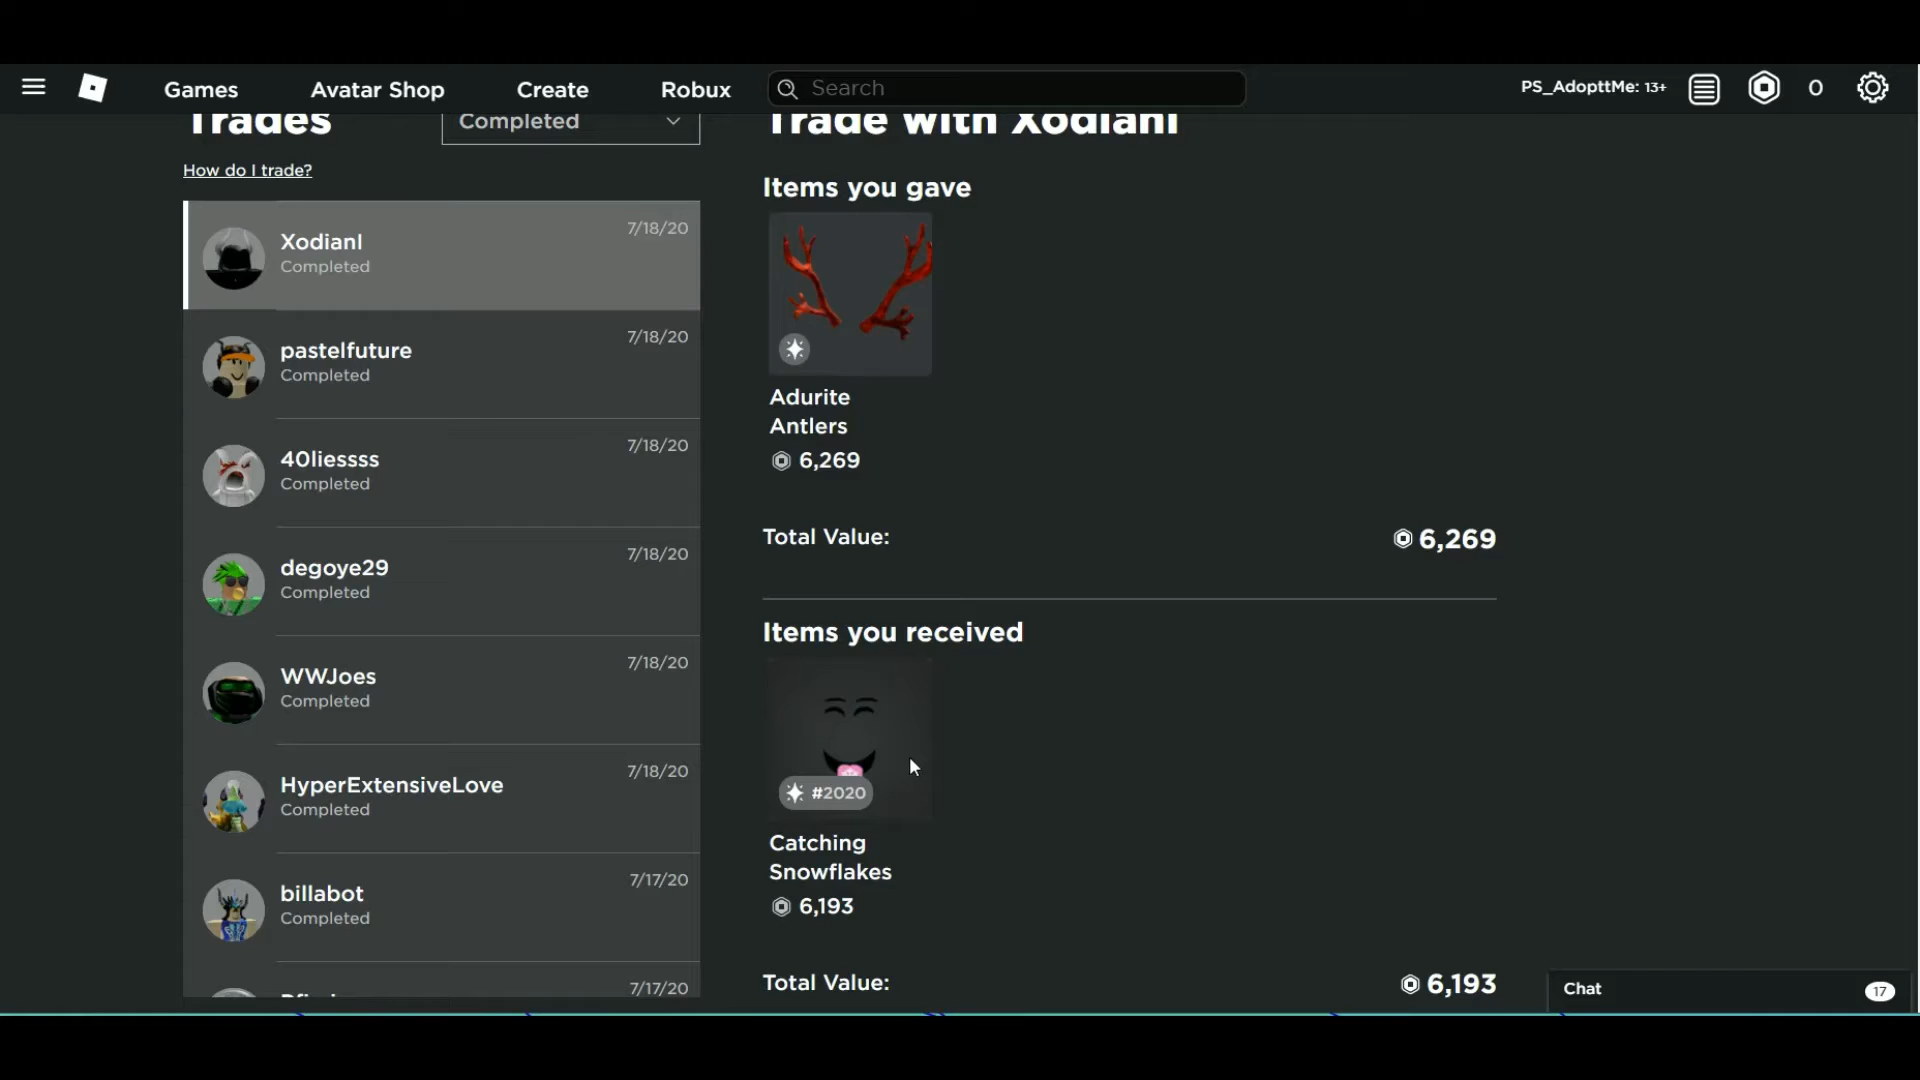 Games
Avatar Shop
Create
Robux
Search
PS_AdopttMe: 13+
0
Trades
Completed
How do I trade?
Xodianl
7/18/20
Completed
pastelfuture
7/18/20
Completed
40liessss
7/18/20
Completed
degoye29
7/18/20
Completed
WWJoes
7/18/20
Completed
HyperExtensiveLove
7/18/20
Completed
billabot
7/17/20
Completed
7/17/20
Trade with Xodianl
Items you gave
Adurite
Antlers
6,269
Total Value:
6,269
Items you received
#2020
Catching
Snowflakes
6,193
Total Value:
6,193
Chat
17